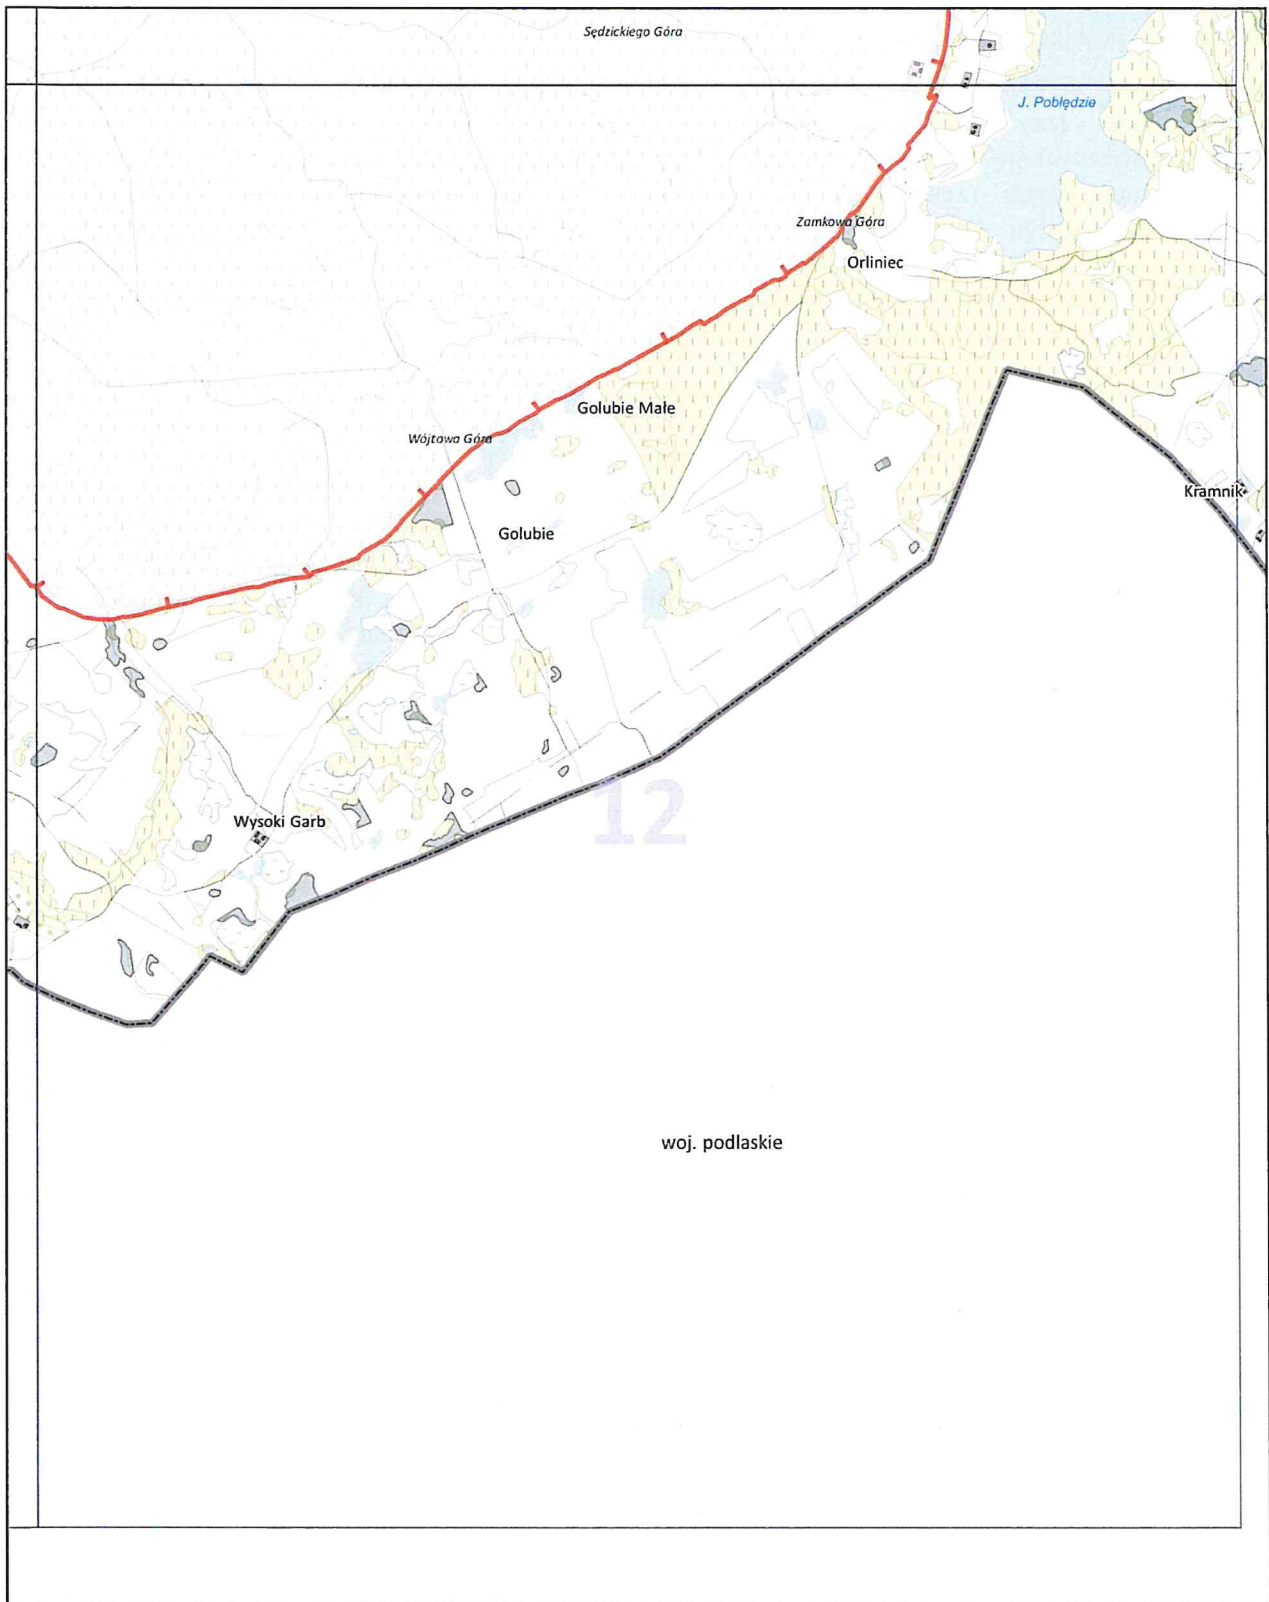 Sędzickiego Góra
J. Pobłędzie
Zamkowa Góra
Orliniec
Golubie Małe
Wójtowa Góra
Kramnik
Golubie
12
Wysoki Garb
woj. podlaskie